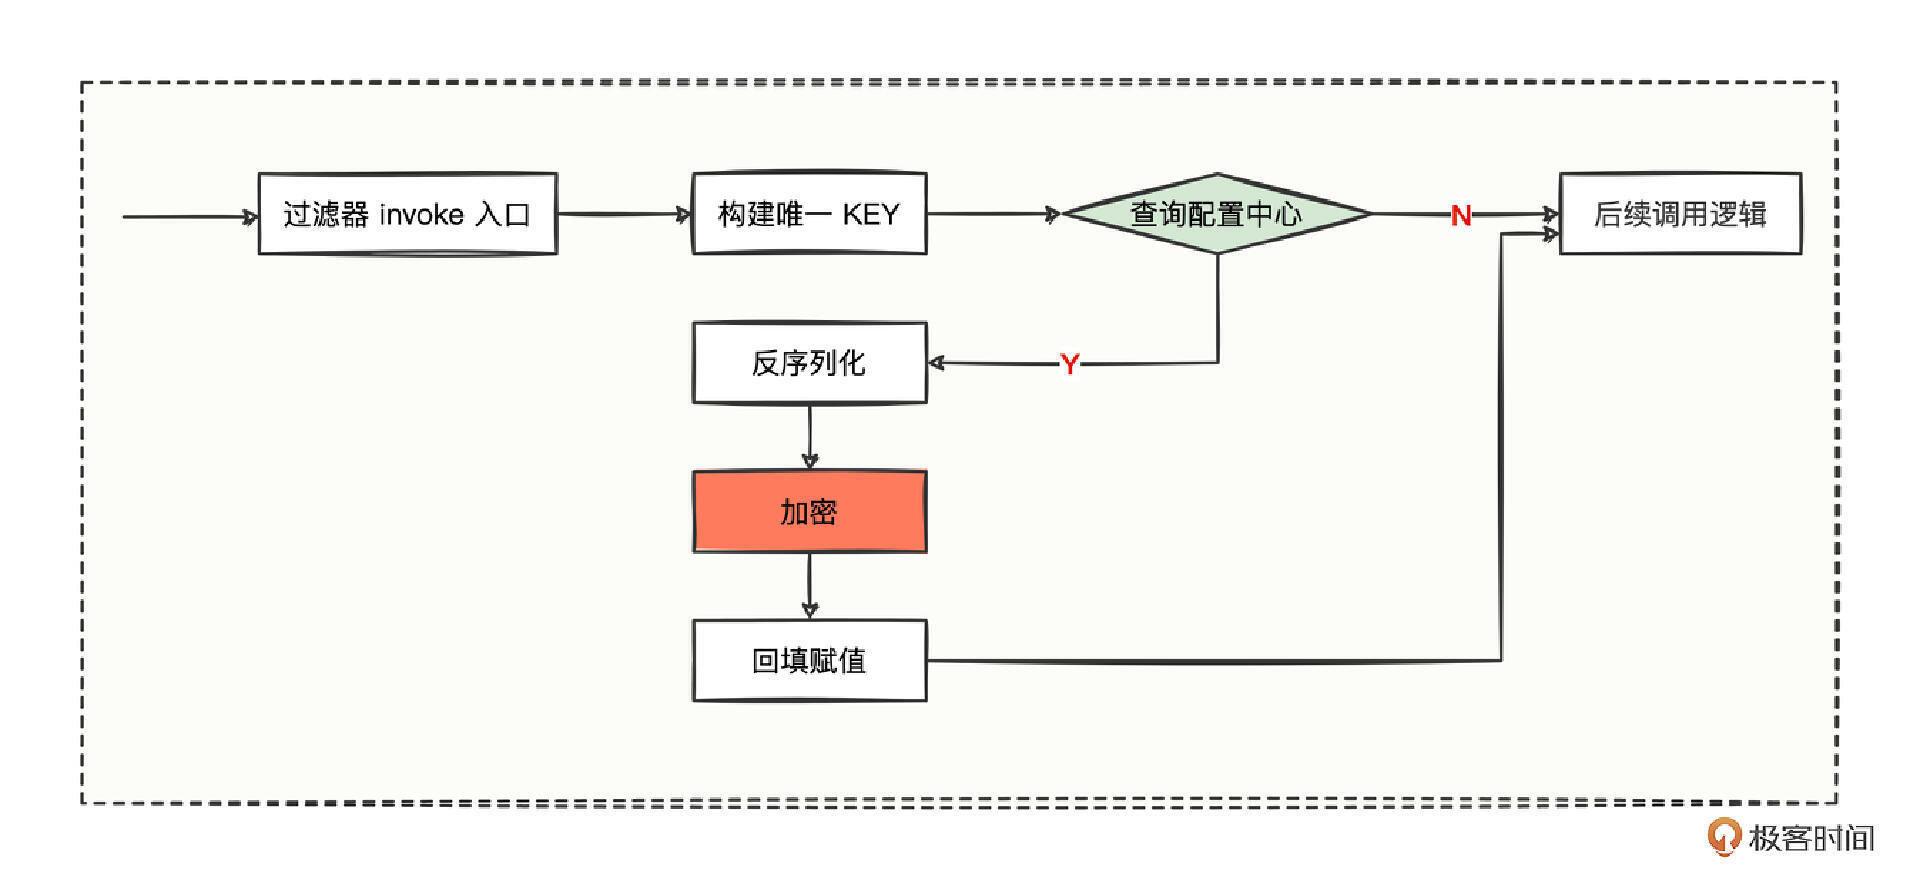 过滤器 invoke 入口
构建唯一 KEY
查询配置中心
N
后续调用逻辑
反序列化
Y
加密
回填赋值
极客时间